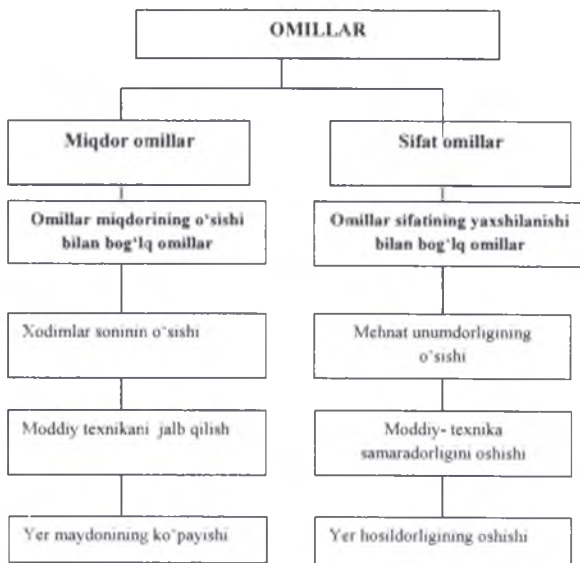 OMILLAR
Miqdor omillar
Sifat omillar
Omillar miqdorining o‘sishi
bilan bog‘lq omillar
Omillar sifatining yaxshilanishi
bilan bog‘lq omillar
Xodimlar soninin o‘sishi
Mehnat unumdorligining
o‘sishi
Moddiy texnikani jalb qilish
Moddiy- texnika
samaradorligini oshishi
Yer maydonining ko‘payishi
Yer hosildorligining oshishi